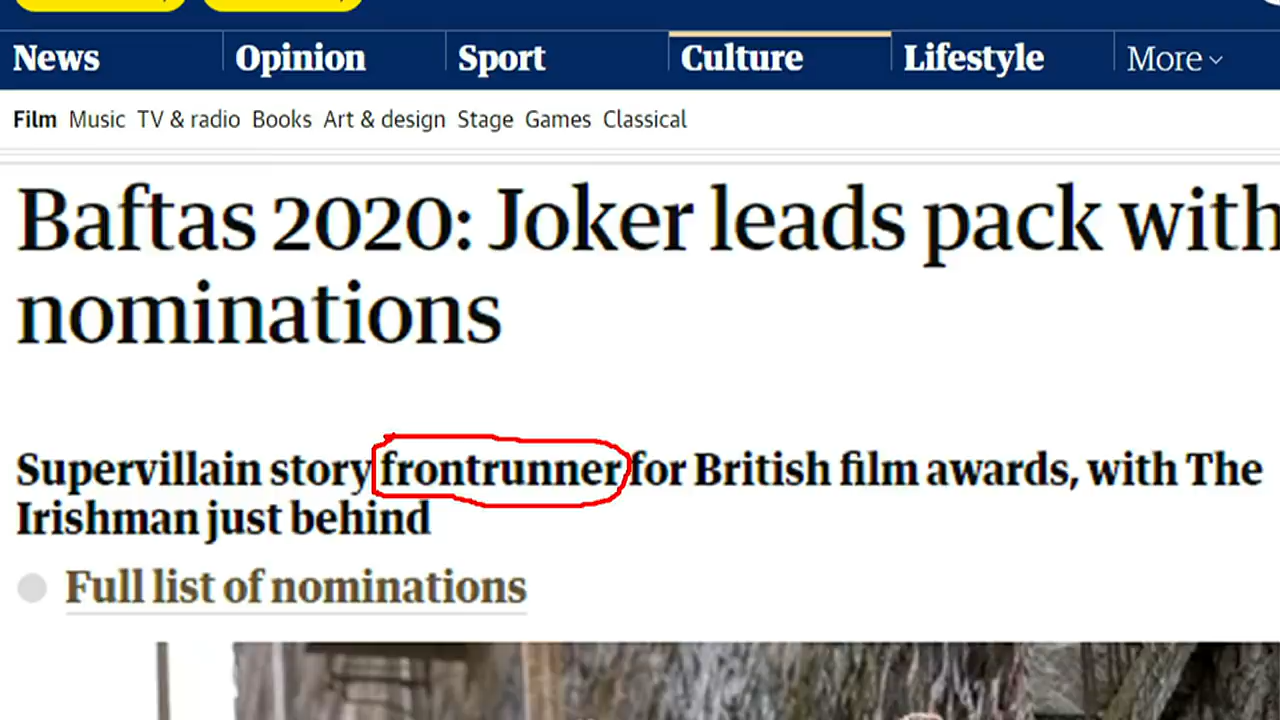 News Opinion Sport Culture Lifestyle More
Film Music TV & radio Books Art & design Stage Games Classical
Baftas 2020: Joker leads pack with
nominations
Supervillain story frontrunner for British film awards, with The
Irishman just behind
Full list of nominations